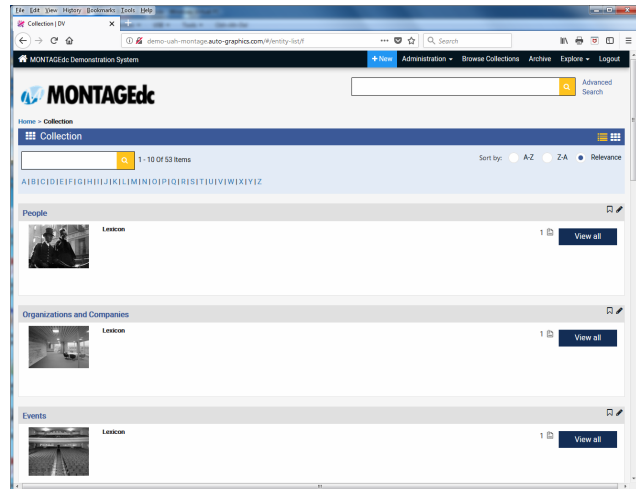 File Edit View History Bookmarks Tools Help
Collection | DV
demo-uah-montage.auto-graphics.com/#/entity-list/f
Search
MONTAGEdc Demonstration System
+ New Administration Browse Collections Archive Explore Logout
MONTAGEdc
Advanced Search
Home > Collection
Collection
1 - 10 Of 53 Items
Sort by: A-Z Z-A Relevance
A|B|C|D|E|F|G|H|I|J|K|L|M|N|O|P|Q|R|S|T|U|V|W|X|Y|Z
People
Lexicon
1 View all
Organizations and Companies
Lexicon
1 View all
Events
Lexicon
1 View all